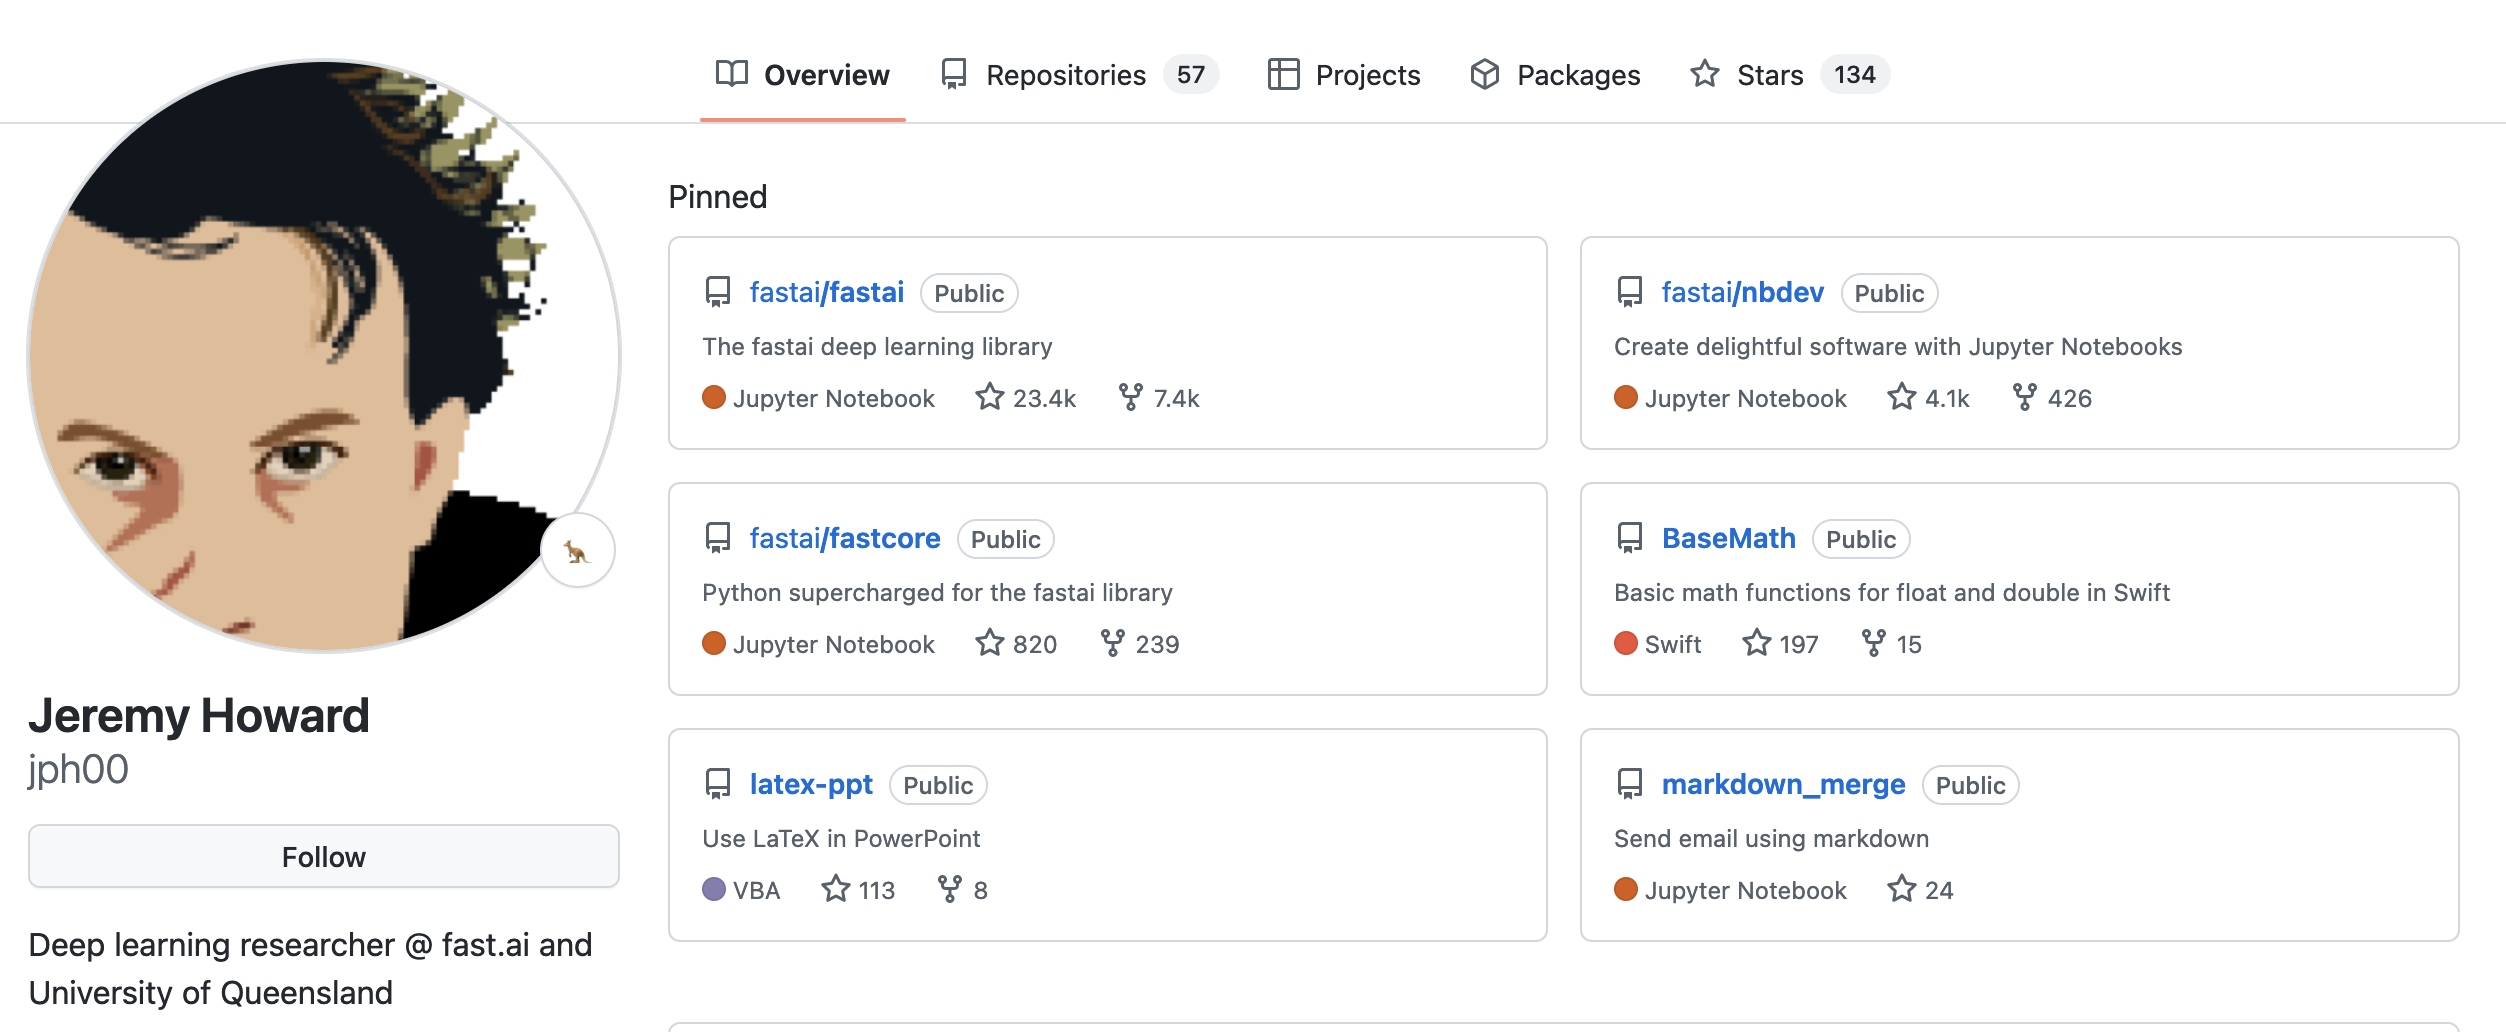 Overview Repositories 57 Projects Packages Stars 134
Pinned
fastai/fastai Public
The fastai deep learning library
Jupyter Notebook 23.4k 7.4k
fastai/nbdev Public
Create delightful software with Jupyter Notebooks
Jupyter Notebook 4.1k 426
fastai/fastcore Public
Python supercharged for the fastai library
Jupyter Notebook 820 239
BaseMath Public
Basic math functions for float and double in Swift
Swift 197 15
latex-ppt Public
Use LaTeX in PowerPoint
VBA 113 8
markdown_merge Public
Send email using markdown
Jupyter Notebook 24
Jeremy Howard
jph00
Follow
Deep learning researcher @ fast.ai and
University of Queensland